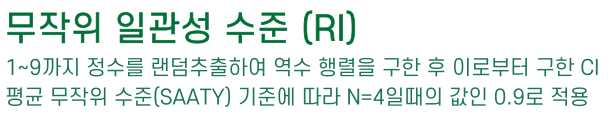 무작위 일관성 수준 (RI)
1~9까지 정수를 랜덤추출하여 역수 행렬을 구한 후 이로부터 구한 CI
평균 무작위 수준(SAATY) 기준에 따라 N=4일때의 값인 0.9로 적용